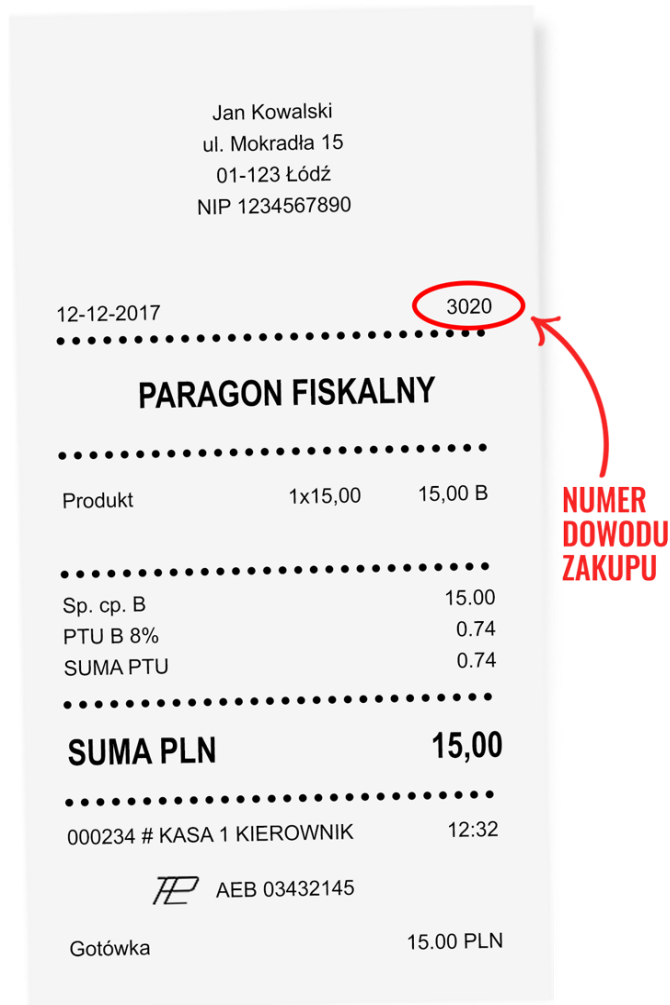 Jan Kowalski
ul. Mokradła 15
01-123 Łódź
NIP 1234567890
12-12-2017 3020
PARAGON FISKALNY
Produkt 1x15,00 15,00 B
NUMER
DOWODU
ZAKUPU
Sp. cp. B 15.00
PTU B 8% 0.74
SUMA PTU 0.74
SUMA PLN 15,00
000234 # KASA 1 KIEROWNIK 12:32
AEB 03432145
Gotówka 15.00 PLN